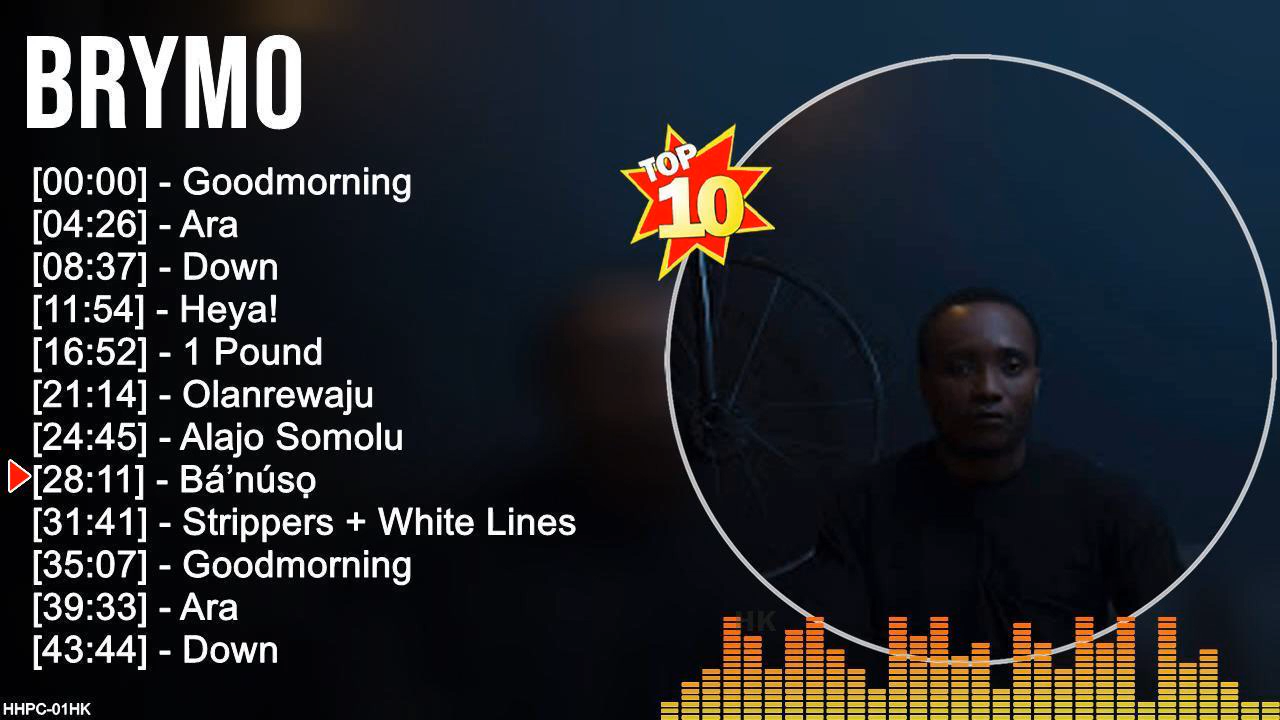 BRYMO
[00:00] - Goodmorning
[04:26] - Ara
[08:37] - Down
[11:54] - Heya!
[16:52] - 1 Pound
[21:14] - Olanrewaju
[24:45] - Alajo Somolu
[28:11] - Bá’núsọ
[31:41] - Strippers + White Lines
[35:07] - Goodmorning
[39:33] - Ara
[43:44] - Down
TOP
10
HK
HHPC-01HK